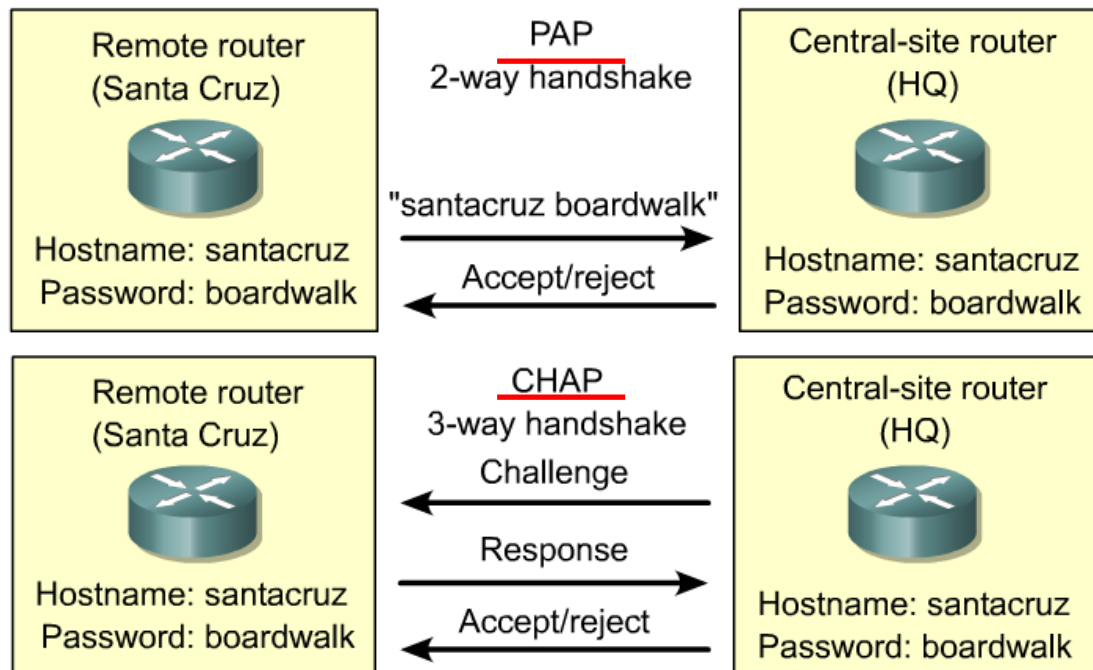 Remote router
(Santa Cruz)
Hostname: santacruz
Password: boardwalk
PAP
2-way handshake
"santacruz boardwalk"
Accept/reject
Central-site router
(HQ)
Hostname: santacruz
Password: boardwalk
Remote router
(Santa Cruz)
Hostname: santacruz
Password: boardwalk
CHAP
3-way handshake
Challenge
Response
Accept/reject
Central-site router
(HQ)
Hostname: santacruz
Password: boardwalk